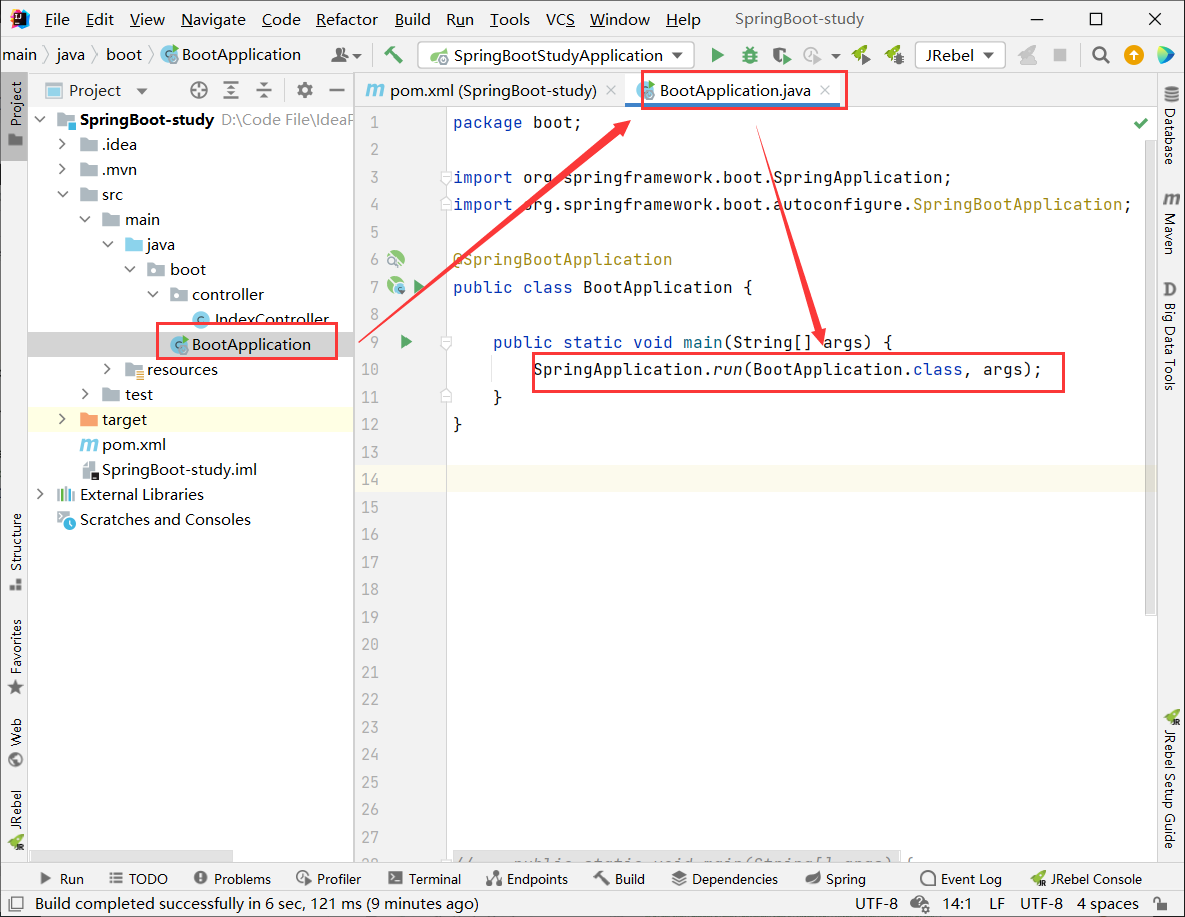 File Edit View Navigate Code Refactor Build Run Tools VCS Window Help SpringBoot-study
main java boot BootApplication SpringBootStudyApplication JRebel
Project
Project
pom.xml (SpringBoot-study)
BootApplication.java
SpringBoot-study D:\Code File\IdeaP
.idea
.mvn
src
main
java
boot
controller
IndexController
BootApplication
resources
test
target
pom.xml
SpringBoot-study.iml
External Libraries
Scratches and Consoles
Structure
Favorites
Web
JRebel
1 package boot;
2
3 import org.springframework.boot.SpringApplication;
4 import org.springframework.boot.autoconfigure.SpringBootApplication;
5
6 @SpringBootApplication
7 public class BootApplication {
8
9 public static void main(String[] args) {
10 SpringApplication.run(BootApplication.class, args);
11 }
12 }
13
14
15
16
17
18
19
20
21
22
23
24
25
26
27
28 // public static void main(String[] args) {
Database
Maven
Big Data Tools
JRebel Setup Guide
Run TODO Problems Profiler Terminal Endpoints Build Dependencies Spring Event Log JRebel Console
Build completed successfully in 6 sec, 121 ms (9 minutes ago) UTF-8 14:1 LF UTF-8 4 spaces